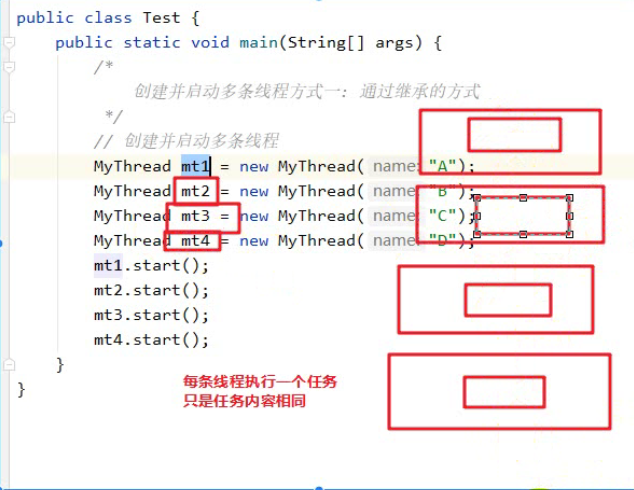 public class Test {
public static void main(String[] args) {
/*
创建并启动多条线程方式一：通过继承的方式
*/
// 创建并启动多条线程
MyThread mt1 = new MyThread( name: "A");
MyThread mt2 = new MyThread( name: "B");
MyThread mt3 = new MyThread( name: "C");
MyThread mt4 = new MyThread( name: "D");
mt1.start();
mt2.start();
mt3.start();
mt4.start();
}
}
每条线程执行一个任务
只是任务内容相同